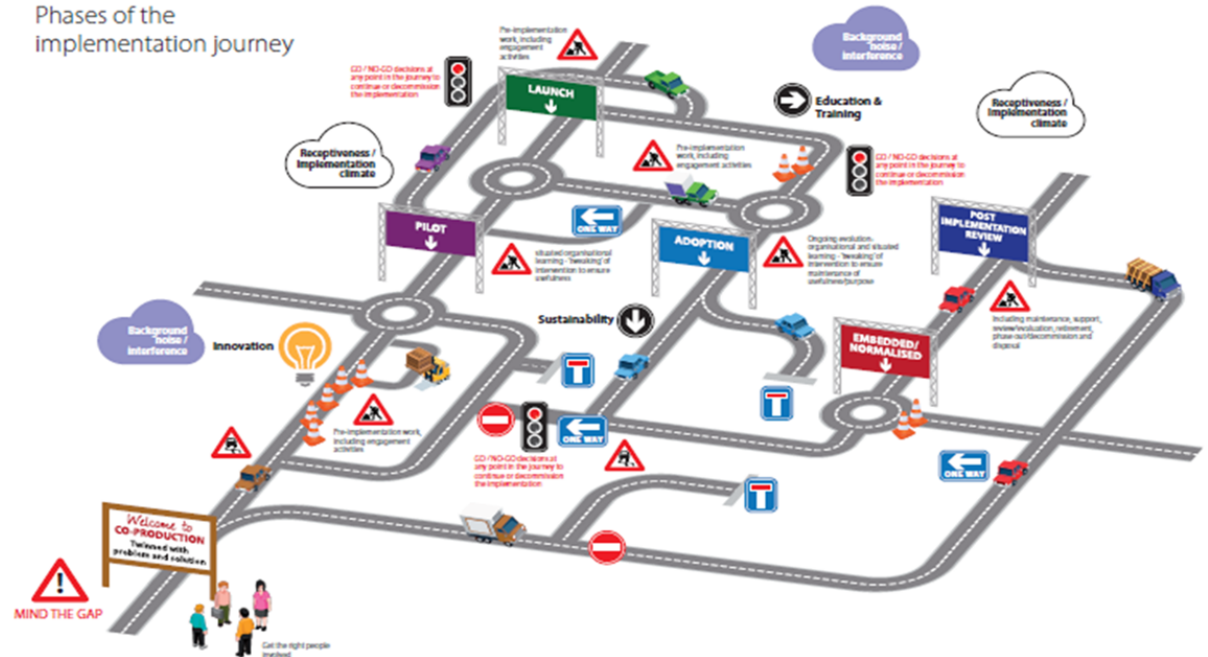 Phases of the
implementation journey
Pre-implementation
work, including
engagement
activities
Background
noise /
interference
GO / NO-GO decisions at
any point in the journey to
continue or decommission
the implementation
LAUNCH
Education &
Training
Receptiveness /
Implementation
climate
Receptiveness /
Implementation
climate
Pre-implementation
work, including
engagement activities
GO / NO-GO decisions at
any point in the journey to
continue or decommission
the implementation
PILOT
ONE WAY
ADOPTION
POST
IMPLEMENTATION
REVIEW
situated organisational
learning - 'tweaking' of
intervention to ensure
usefulness
Ongoing evolution-
organisational and situated
learning - 'tweaking' of
intervention to ensure
maintenance of
usefulness/purpose
Including maintenance, support,
review/evaluation, retirement,
phase out/decommission and
disposal
Background
noise /
interference
Innovation
Sustainability
EMBEDDED/
NORMALISED
Pre-implementation work,
including engagement
activities
ONE WAY
GO / NO-GO decisions at
any point in the journey to
continue or decommission
the implementation
ONE WAY
Welcome to
CO-PRODUCTION
Twinned with
problem and solution
MIND THE GAP
Get the right people
involved